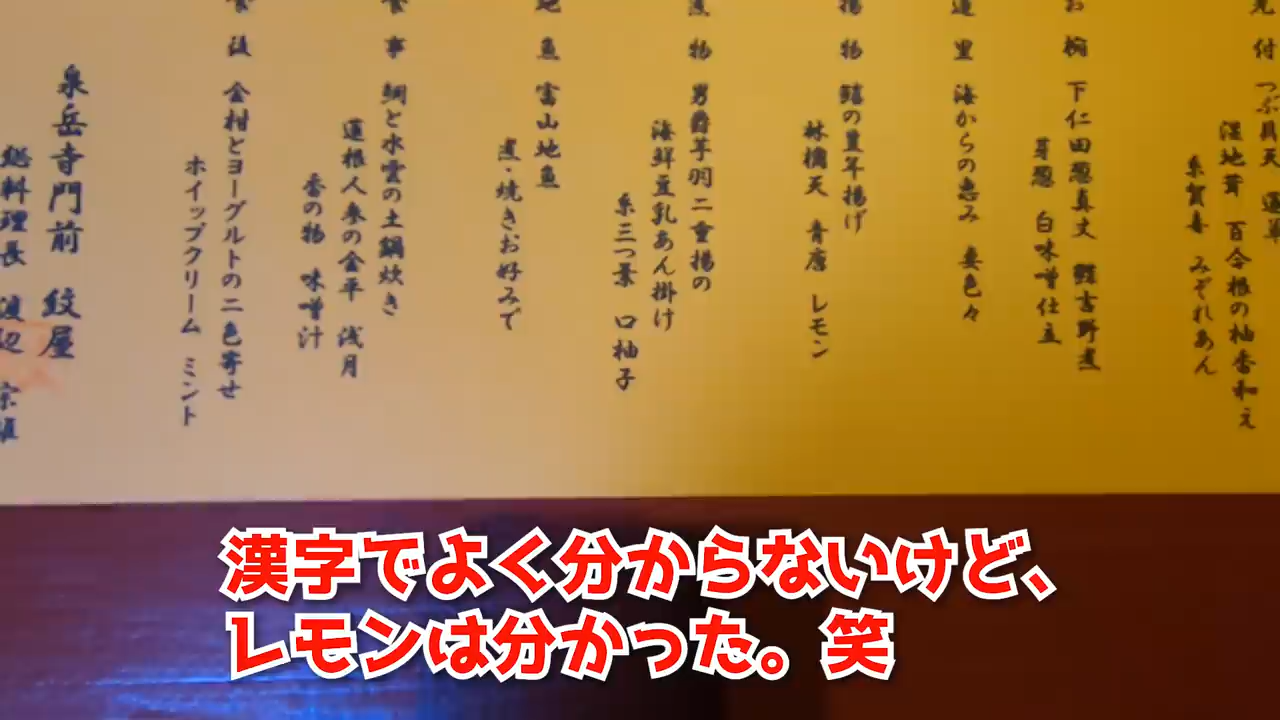 付 つぶ貝天 蓮草
湿地茸 百合根の柚香和え
糸賀喜 みぞれあん
椀 下仁田葱真丈 鰹吉野煮
芽葱 白味噌仕立
里 海からの恵み 妻色々
揚 物 鱈の豊年揚げ
林檎天 青唐 レモン
煮 物 男爵芋羽二重揚の
海鮮豆乳あん掛け
糸三つ葉 口柚子
地 魚 富山地魚
煮・焼きお好みで
食 事 鯛と水雲の土鍋炊き
蓮根人参の金平 浅月
香の物 味噌汁
金柑とヨーグルトの二色寄せ
ホイップクリーム ミント
泉岳寺門前 紋屋
総料理長 渡辺
漢字でよく分からないけど、
レモンは分かった。笑